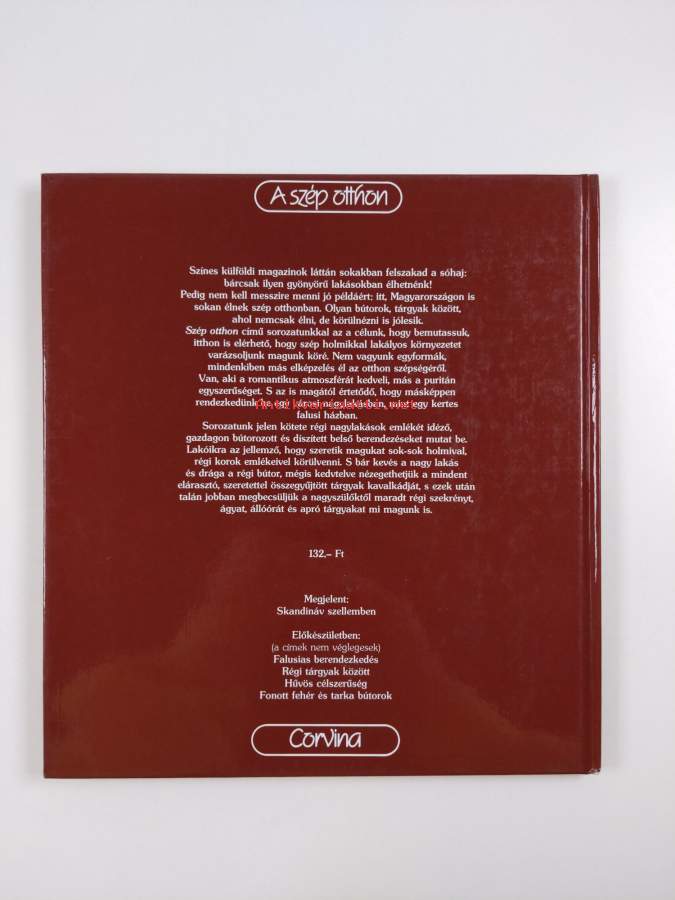 A szép otthon
Színes külföldi magazinok láttán sokakban felszakad a sóhaj:
bárcsak ilyen gyönyörű lakásokban élhetnénk!
Pedig nem kell messzire menni jó példáért; itt, Magyarországon is
sokan élnek szép otthonban. Olyan bútorok, tárgyak között,
ahol nemcsak élni, de körülnézni is jólesik.
Szép otthon című sorozatunkkal az a célunk, hogy bemutassuk,
itthon is elérhető, hogy szép holmikkal lakályos környezetet
varázsoljunk magunk köré. Nem vagyunk egyformák,
mindenkiben más elképzelés él az otthon szépségéről.
Van, aki a romantikus atmoszférát kedveli, más a puritán
egyszerűséget. S az is magától értetődő, hogy másképpen
rendezkedünk be egy városi nagylakásban, mint egy kertes
falusi házban.
Sorozatunk jelen kötete régi nagylakások emlékét idéző,
gazdagon bútorozott és díszített belső berendezéseket mutat be.
Lakóikra az jellemző, hogy szeretik magukat sok-sok holmival,
régi korok emlékeivel körülvenni. S bár kevés a nagy lakás
és drága a régi bútor, mégis kedvtelve nézegethetjük a mindent
elárasztó, szeretettel összegyűjtött tárgyak kavalkádját, s ezek után
talán jobban megbecsüljük a nagyszülőktől maradt régi szekrényt,
ágyat, állóórát és apró tárgyakat mi magunk is.
132,– Ft
Megjelent:
Skandináv szellemben
Előkészületben:
(a címek nem véglegesek)
Falusias berendezkedés
Régi tárgyak között
Hűvös célszerűség
Fonott fehér és tarka bútorok
Corvina